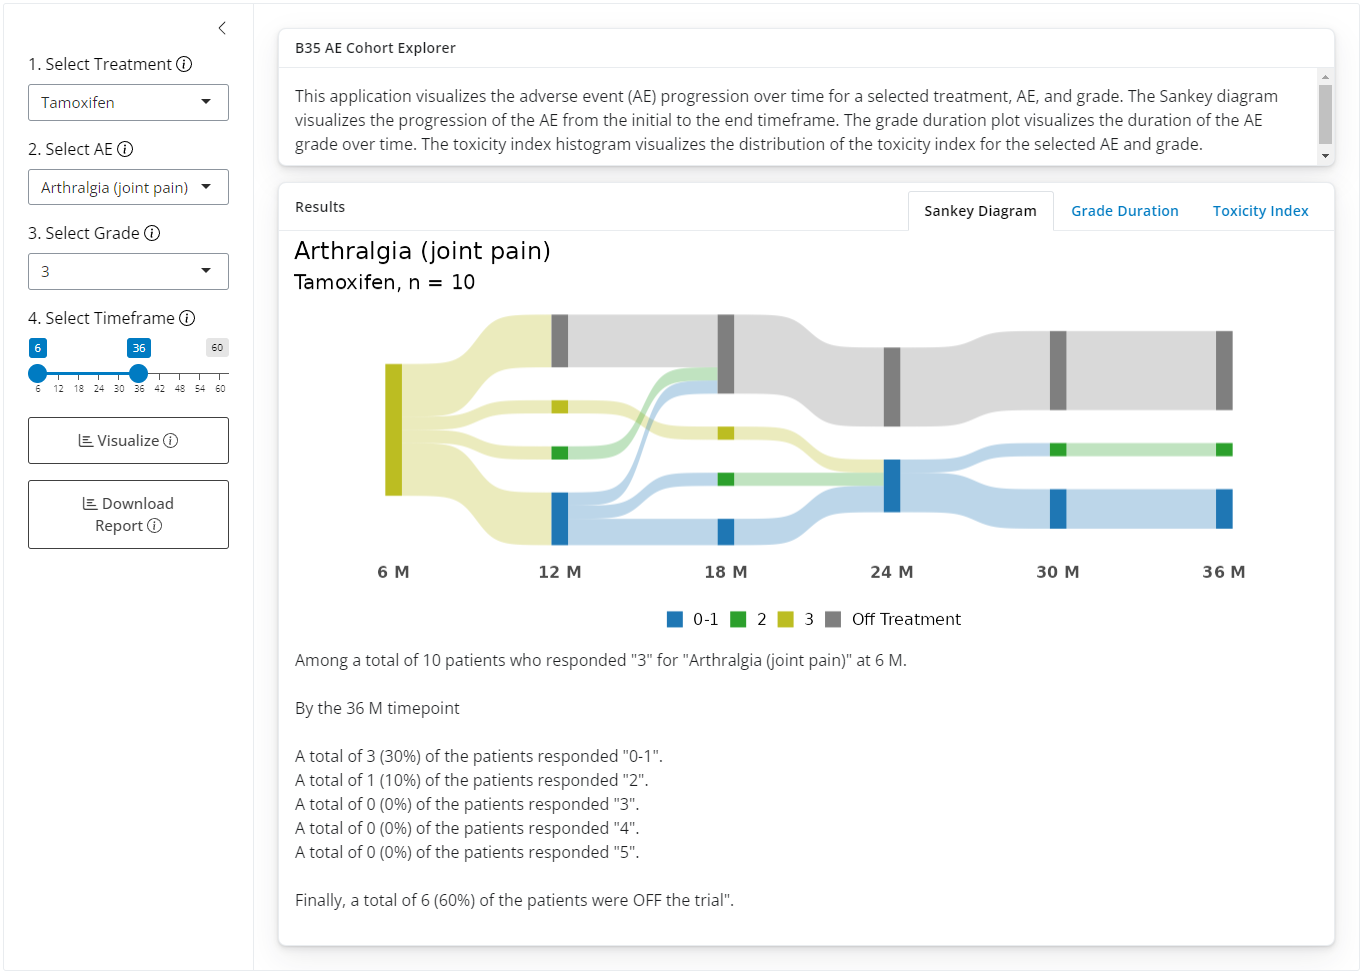 1. Select Treatment
Tamoxifen
2. Select AE
Arthralgia (joint pain)
3. Select Grade
3
4. Select Timeframe
6 36 60
6 12 18 24 30 36 42 48 54 60
Visualize
Download
Report
B35 AE Cohort Explorer
This application visualizes the adverse event (AE) progression over time for a selected treatment, AE, and grade. The Sankey diagram
visualizes the progression of the AE from the initial to the end timeframe. The grade duration plot visualizes the duration of the AE
grade over time. The toxicity index histogram visualizes the distribution of the toxicity index for the selected AE and grade.
Results
Sankey Diagram Grade Duration Toxicity Index
Arthralgia (joint pain)
Tamoxifen, n = 10
6 M 12 M 18 M 24 M 30 M 36 M
0-1 2 3 Off Treatment
Among a total of 10 patients who responded "3" for "Arthralgia (joint pain)" at 6 M.
By the 36 M timepoint
A total of 3 (30%) of the patients responded "0-1".
A total of 1 (10%) of the patients responded "2".
A total of 0 (0%) of the patients responded "3".
A total of 0 (0%) of the patients responded "4".
A total of 0 (0%) of the patients responded "5".
Finally, a total of 6 (60%) of the patients were OFF the trial".